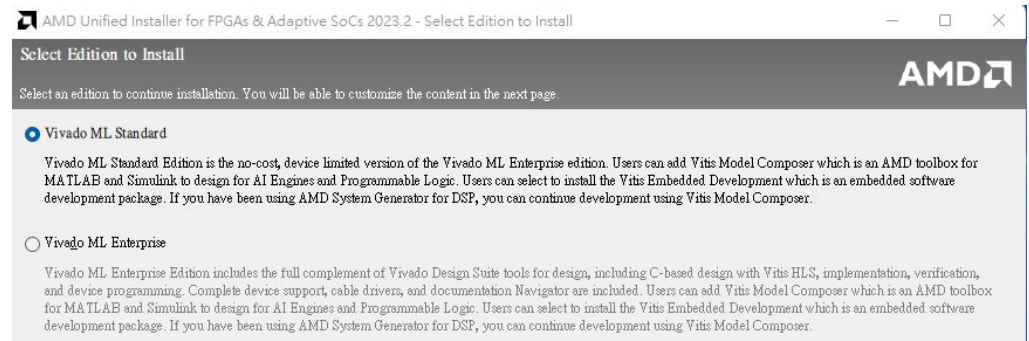 AMD Unified Installer for FPGAs & Adaptive SoCs 2023.2 - Select Edition to Install
Select Edition to Install
AMD
Select an edition to continue installation. You will be able to customize the content in the next page.
Vivado ML Standard
Vivado ML Standard Edition is the no-cost, device limited version of the Vivado ML Enterprise edition. Users can add Vitis Model Composer which is an AMD toolbox for
MATLAB and Simulink to design for AI Engines and Programmable Logic. Users can select to install the Vitis Embedded Development which is an embedded software
development package. If you have been using AMD System Generator for DSP, you can continue development using Vitis Model Composer.
Vivado ML Enterprise
Vivado ML Enterprise Edition includes the full complement of Vivado Design Suite tools for design, including C-based design with Vitis HLS, implementation, verification,
and device programming. Complete device support, cable drivers, and documentation Navigator are included. Users can add Vitis Model Composer which is an AMD toolbox
for MATLAB and Simulink to design for AI Engines and Programmable Logic. Users can select to install the Vitis Embedded Development which is an embedded software
development package. If you have been using AMD System Generator for DSP, you can continue development using Vitis Model Composer.